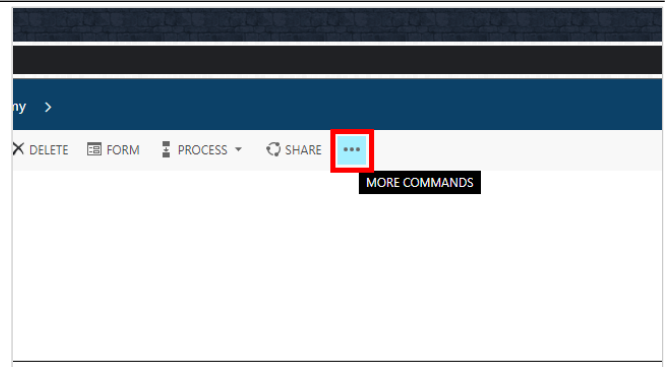 ny >
DELETE FORM PROCESS SHARE ...
MORE COMMANDS